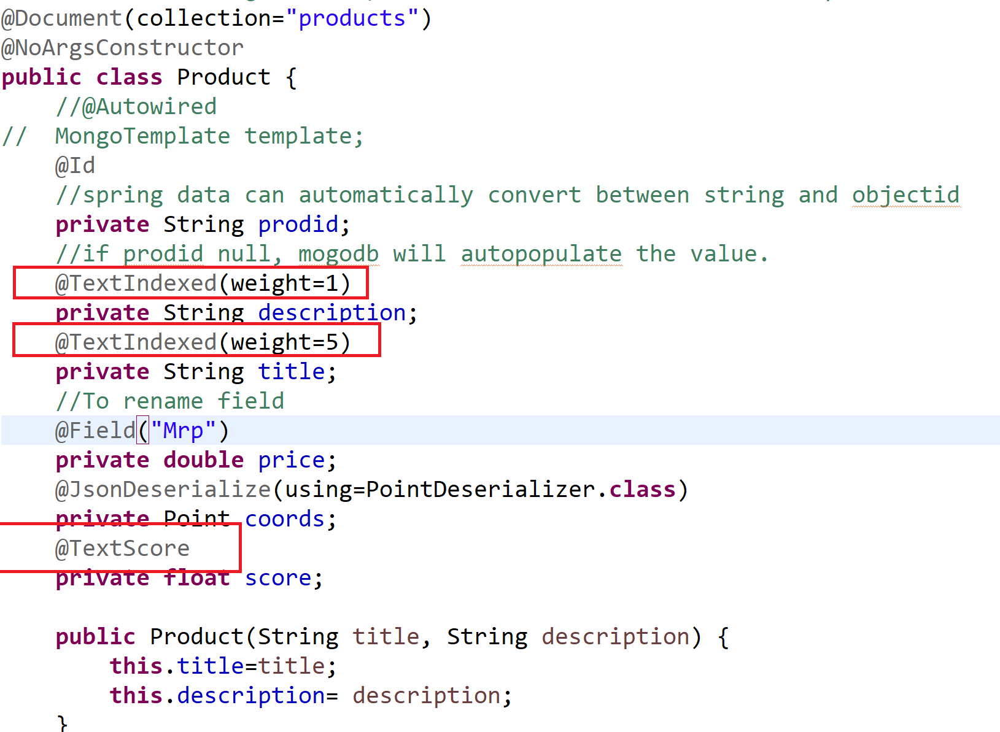 @Document(collection="products")
@NoArgsConstructor
public class Product {
    //@Autowired
//  MongoTemplate template;
    @Id
    //spring data can automatically convert between string and objectid
    private String prodid;
    //if prodid null, mogodb will autopopulate the value.
    @TextIndexed(weight=1)
    private String description;
    @TextIndexed(weight=5)
    private String title;
    //To rename field
    @Field("Mrp")
    private double price;
    @JsonDeserialize(using=PointDeserializer.class)
    private Point coords;
    @TextScore
    private float score;

    public Product(String title, String description) {
        this.title=title;
        this.description= description;
    }